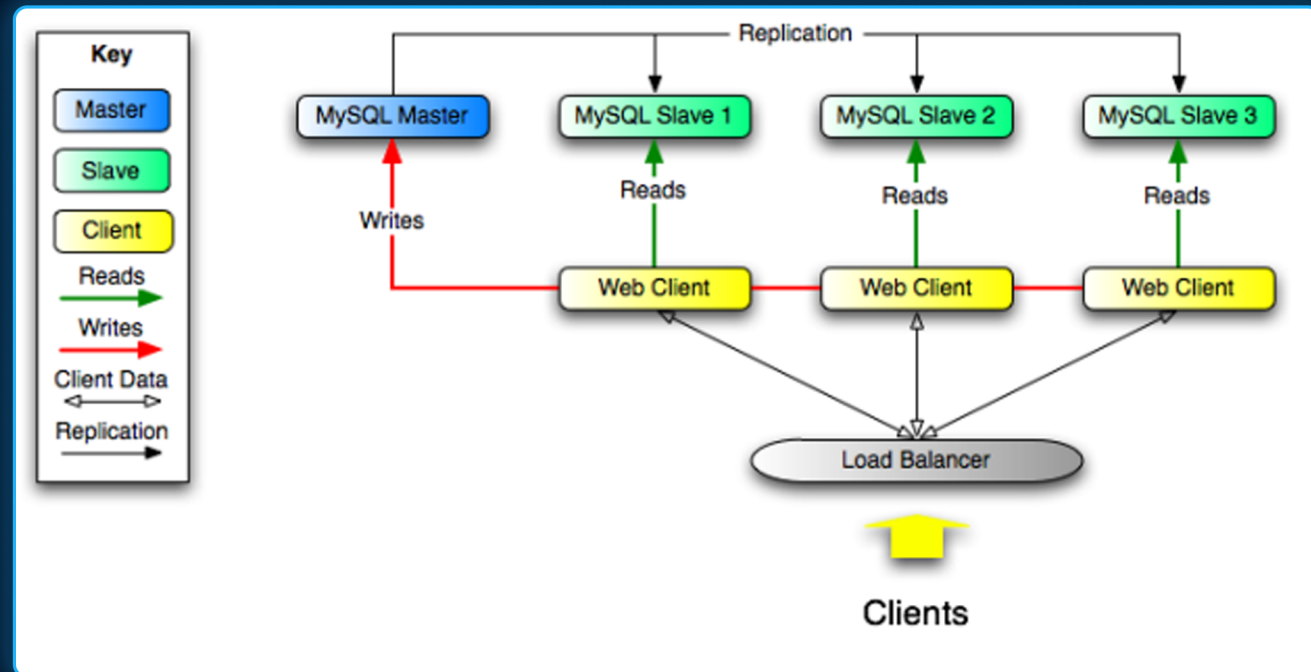 Key
Master
Slave
Client
Reads
Writes
Client Data
Replication
Replication
MySQL Master
MySQL Slave 1
MySQL Slave 2
MySQL Slave 3
Writes
Reads
Reads
Reads
Web Client
Web Client
Web Client
Load Balancer
Clients